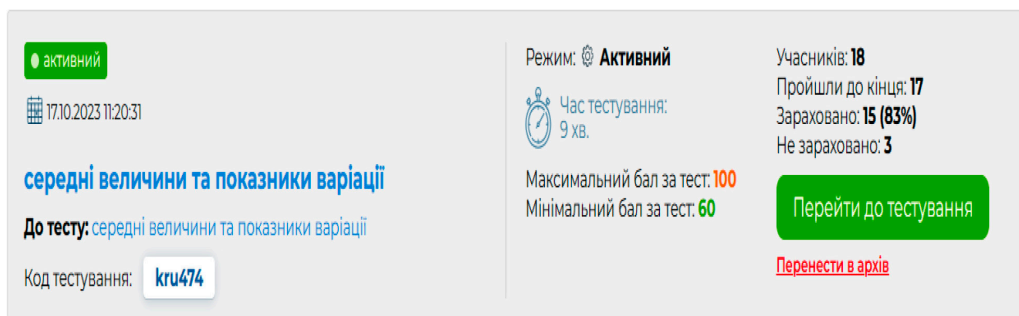 активний
17.10.2023 11:20:31
середні величини та показники варіації
До тесту: середні величини та показники варіації
Код тестування: kru474
Режим: Активний
Час тестування:
9 хв.
Максимальний бал за тест: 100
Мінімальний бал за тест: 60
Учасників: 18
Пройшли до кінця: 17
Зараховано: 15 (83%)
Не зараховано: 3
Перейти до тестування
Перенести в архів